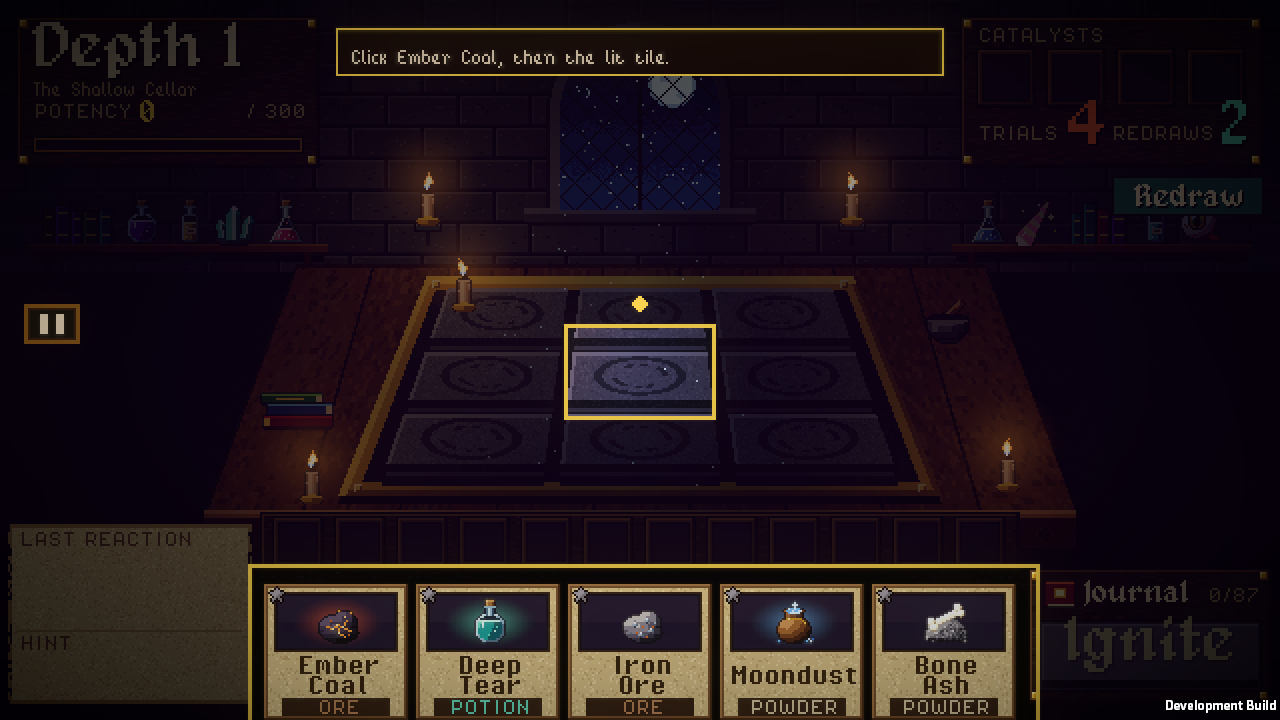 Depth 1
The Shallow Cellar
POTENCY 0 / 300
Click Ember Coal, then the lit tile.
CATALYSTS
TRIALS 4 REDRAWS 2
Redraw
LAST REACTION
HINT
Ember Coal
ORE
Deep Tear
POTION
Iron Ore
ORE
Moondust
POWDER
Bone Ash
POWDER
Journal 0/87
Ignite
Development Build